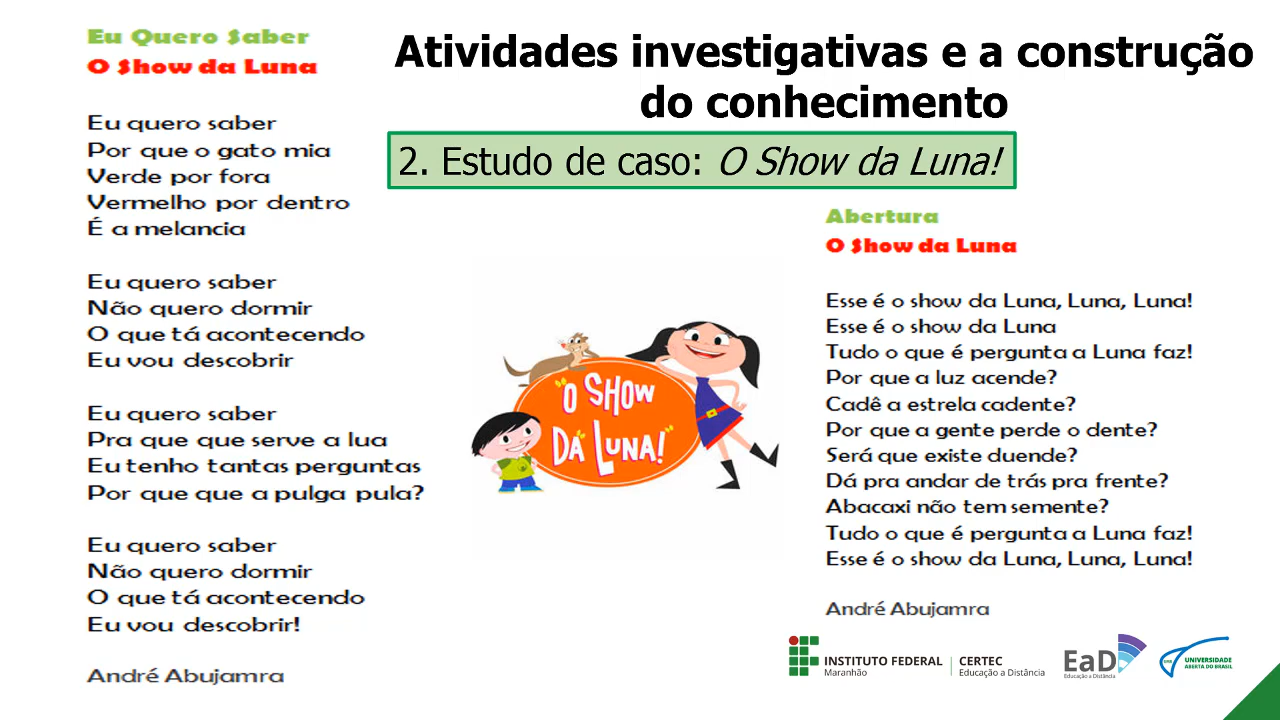 Eu Quero Saber
O Show da Luna
Eu quero saber
Por que o gato mia
Verde por fora
Vermelho por dentro
É a melancia
Eu quero saber
Não quero dormir
O que tá acontecendo
Eu vou descobrir
Eu quero saber
Pra que que serve a lua
Eu tenho tantas perguntas
Por que que a pulga pula?
Eu quero saber
Não quero dormir
O que tá acontecendo
Eu vou descobrir!
André Abujamra
Atividades investigativas e a construção
do conhecimento
2. Estudo de caso: O Show da Luna!
"O SHOW
DA LUNA!"
Abertura
O Show da Luna
Esse é o show da Luna, Luna, Luna!
Esse é o show da Luna
Tudo o que é pergunta a Luna faz!
Por que a luz acende?
Cadê a estrela cadente?
Por que a gente perde o dente?
Será que existe duende?
Dá pra andar de trás pra frente?
Abacaxi não tem semente?
Tudo o que é pergunta a Luna faz!
Esse é o show da Luna, Luna, Luna!
André Abujamra
INSTITUTO FEDERAL
Maranhão
CERTEC
Educação a Distância
EaD
Educação a Distância
UAB
UNIVERSIDADE
ABERTA DO BRASIL